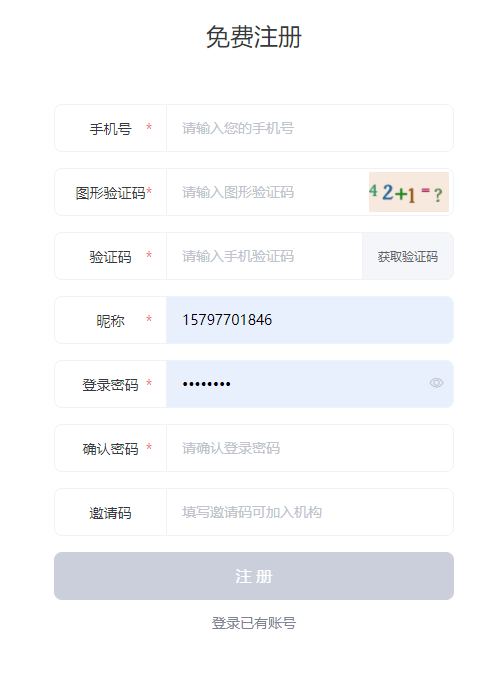 免费注册
手机号 * 请输入您的手机号
图形验证码* 请输入图形验证码 42+1=?
验证码 * 请输入手机验证码 获取验证码
昵称 * 15797701846
登录密码 * ••••••••
确认密码 * 请确认登录密码
邀请码 填写邀请码可加入机构
注 册
登录已有账号